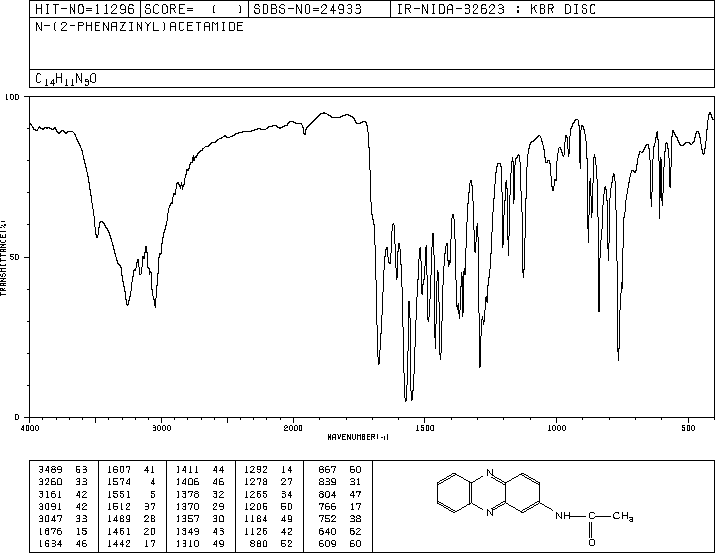 HIT-NO=11296 SCORE= ( ) SDBS-NO=24933 IR-NIDA-32623 : KBR DISC
N-(2-PHENAZINYL)ACETAMIDE
C14H11N3O
100
50
0
TRANSMITTANCE(%)
4000 3000 2000 1500 1000 500
WAVENUMBER(-1)
3489 53 1607 41 1411 44 1292 14 867 60
3260 33 1574 4 1406 46 1278 27 839 31
3161 42 1551 5 1378 32 1265 34 804 47
3091 42 1512 37 1370 29 1206 50 766 17
3047 33 1489 28 1357 30 1184 49 752 38
1676 15 1461 20 1349 43 1126 42 640 62
1634 46 1442 17 1310 49 880 52 609 60
N
N
NH C CH3
O